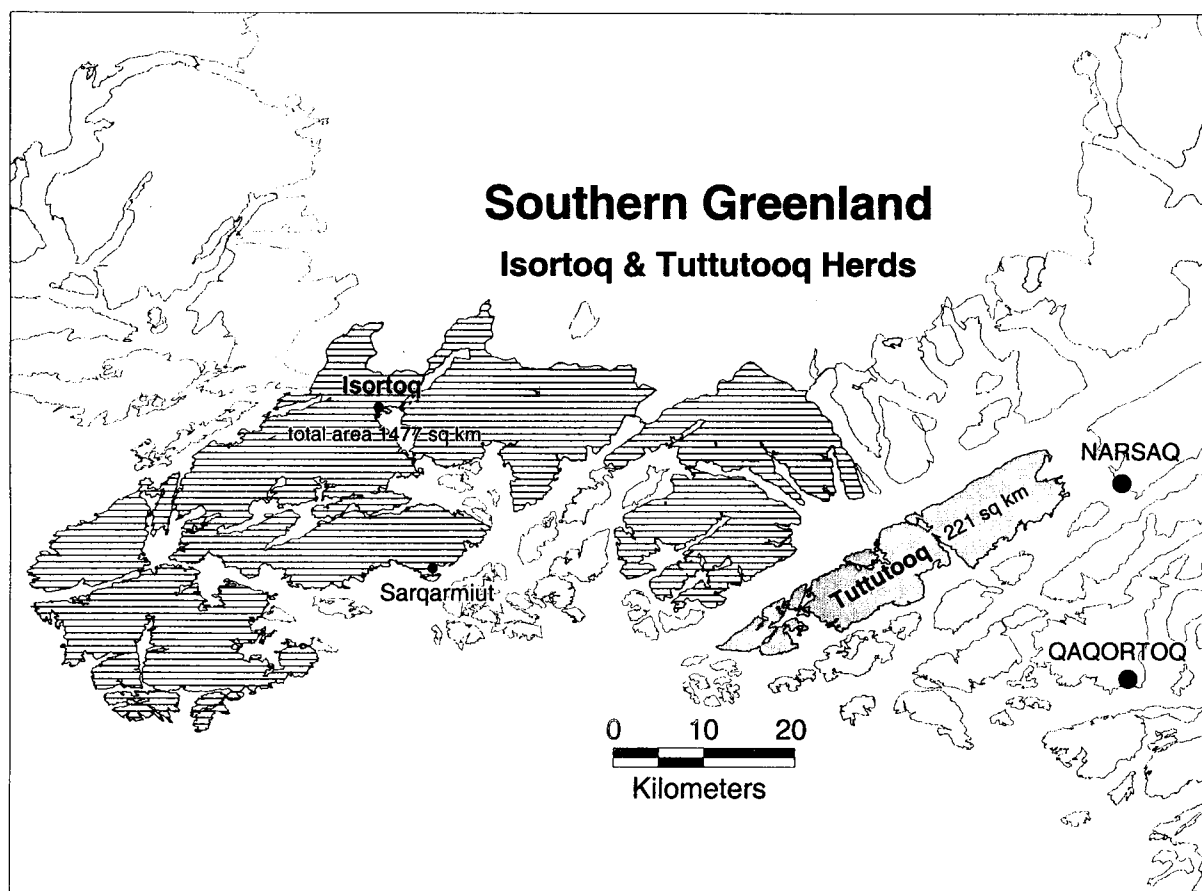 Southern Greenland
Isortoq & Tuttutooq Herds
Isortoq
total area 1477 sq km
NARSAQ
Tuttutooq 221 sq km
Sarqarmiut
QAQORTOQ
0 10 20
Kilometers